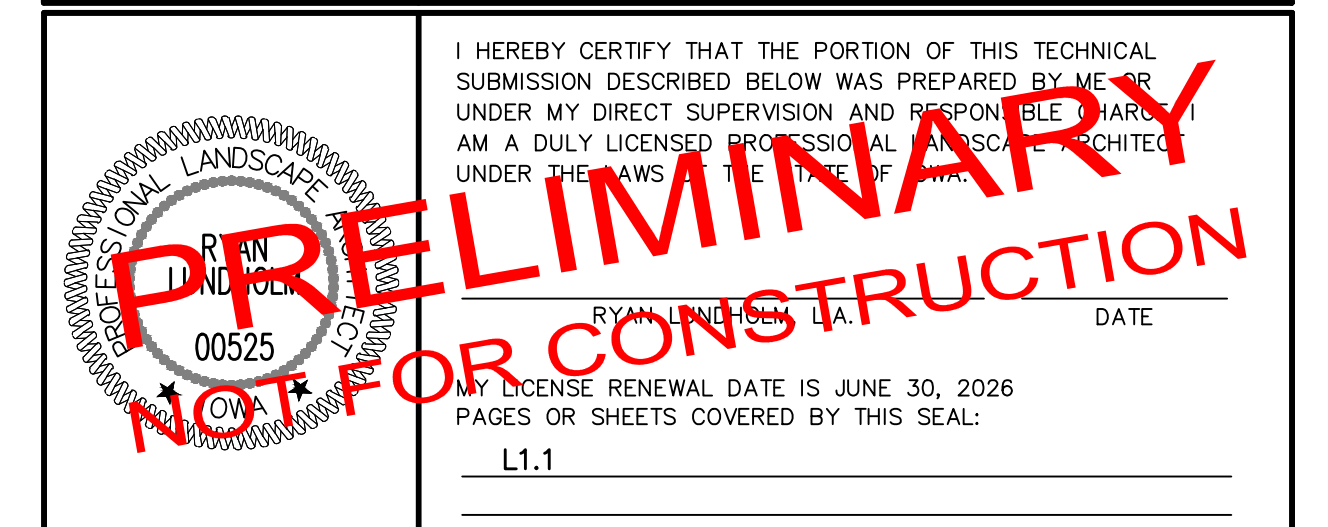 PROFESSIONAL LANDSCAPE ARCHITECT
RYAN
LUNDHOLM
00525
IOWA
I HEREBY CERTIFY THAT THE PORTION OF THIS TECHNICAL
SUBMISSION DESCRIBED BELOW WAS PREPARED BY ME OR
UNDER MY DIRECT SUPERVISION AND RESPONSIBLE CHARGE. I
AM A DULY LICENSED PROFESSIONAL LANDSCAPE ARCHITECT
UNDER THE LAWS OF THE STATE OF IOWA.
RYAN LUNDHOLM, L.A.
DATE
MY LICENSE RENEWAL DATE IS JUNE 30, 2026
PAGES OR SHEETS COVERED BY THIS SEAL:
L1.1
PRELIMINARY
NOT FOR CONSTRUCTION